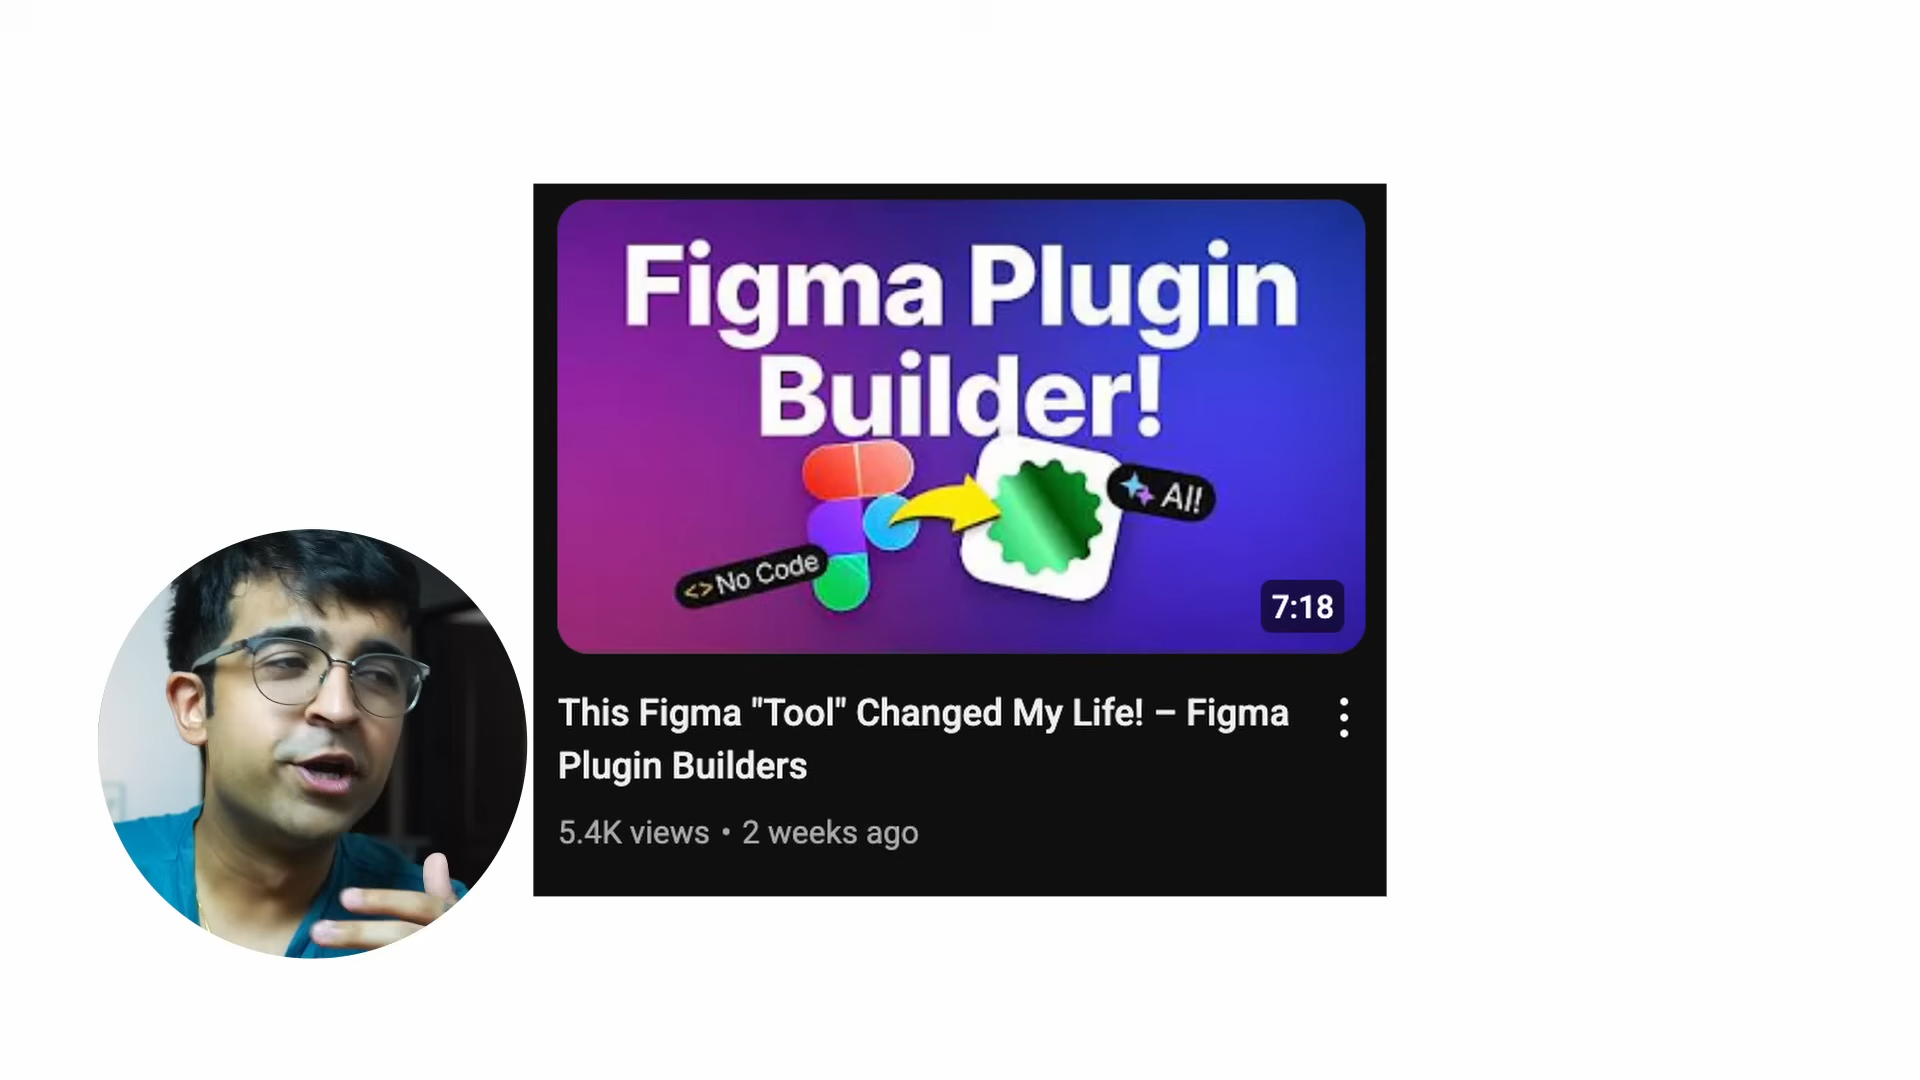 Figma Plugin
Builder!
AI!
<>No Code
7:18
This Figma "Tool" Changed My Life! – Figma
Plugin Builders
5.4K views • 2 weeks ago